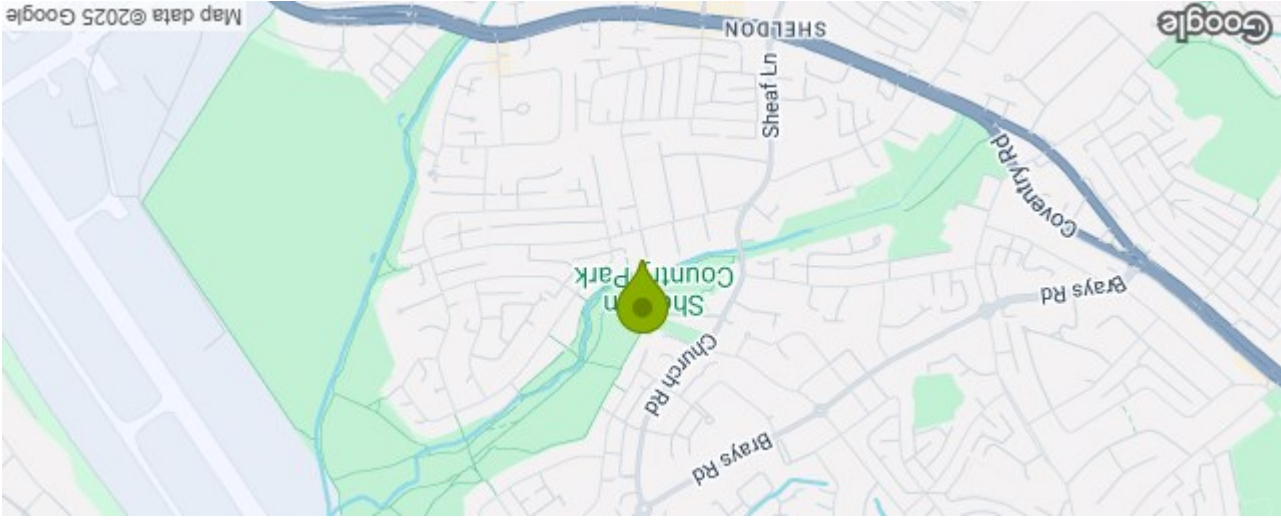 Brays Rd
Church Rd
Brays Rd
Country Park
Coventry Rd
Sheaf Ln
SHELDON
Google
Map data ©2025 Google